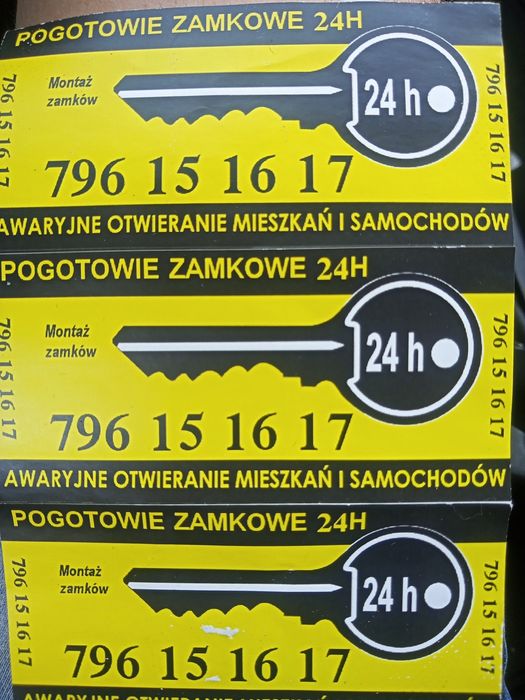 POGOTOWIE ZAMKOWE 24H
Montaż
zamków
24 h
796 15 16 17
796 15 16 17
796 15 16 17
AWARYJNE OTWIERANIE MIESZKAŃ I SAMOCHODÓW
POGOTOWIE ZAMKOWE 24H
Montaż
zamków
24 h
796 15 16 17
796 15 16 17
796 15 16 17
AWARYJNE OTWIERANIE MIESZKAŃ I SAMOCHODÓW
POGOTOWIE ZAMKOWE 24H
Montaż
zamków
24 h
796 15 16 17
796 15 16 17
796 15 16 17
AWARYJNE OTWIERANIE